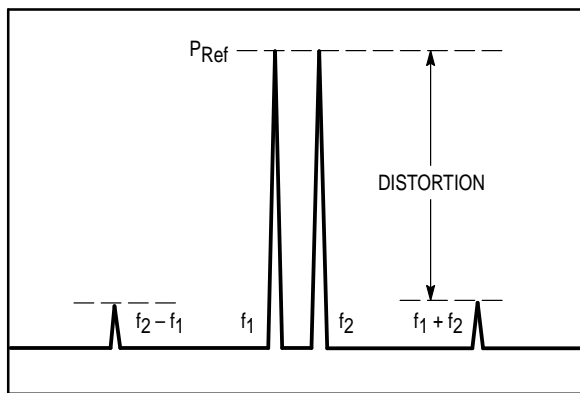 PRef
DISTORTION
f2 – f1
f1
f2
f1 + f2